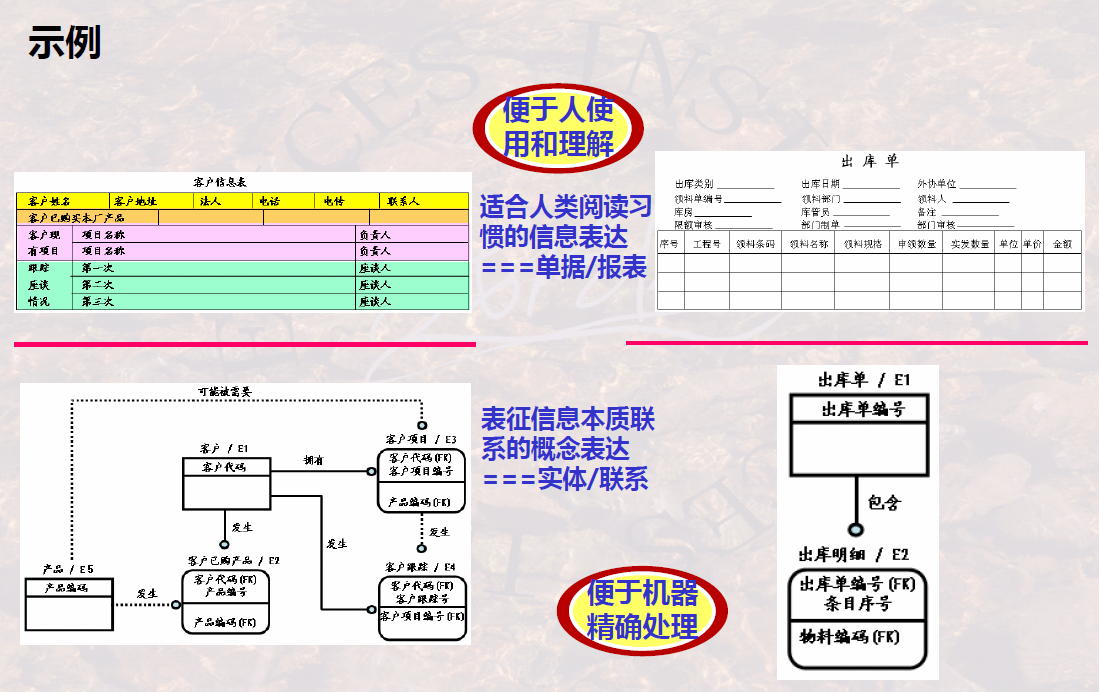 示例
便于人使
用和理解
客户信息表
客户姓名 客户地址 法人 电话 电传 联系人
客户已购买本厂产品
客户现 项目名称 负责人
有项目 项目名称 负责人
跟踪 第一次 座谈人
座谈 第二次 座谈人
情况 第三次 座谈人
适合人类阅读习
惯的信息表达
===单据/报表
出 库 单
出库类别 出库日期 外协单位
领料单编号 领料部门 领料人
库房 库管员 备注
限额审核 部门制单 部门审核
序号 工程号 领料条码 领料名称 领料规格 申领数量 实发数量 单位 单价 金额
可能被需要
客户 / E1
客户代码
拥有
客户项目 / E3
客户代码(FK)
客户项目编号
产品编码(FK)
发生
发生
发生
客户已购产品 / E2
客户代码(FK)
产品编号
产品编码(FK)
产品 / E5
产品编码
发生
客户跟踪 / E4
客户代码(FK)
客户跟踪号
客户项目编号(FK)
表征信息本质联
系的概念表达
===实体/联系
便于机器
精确处理
出库单 / E1
出库单编号
包含
出库明细 / E2
出库单编号(FK)
条目序号
物料编码(FK)